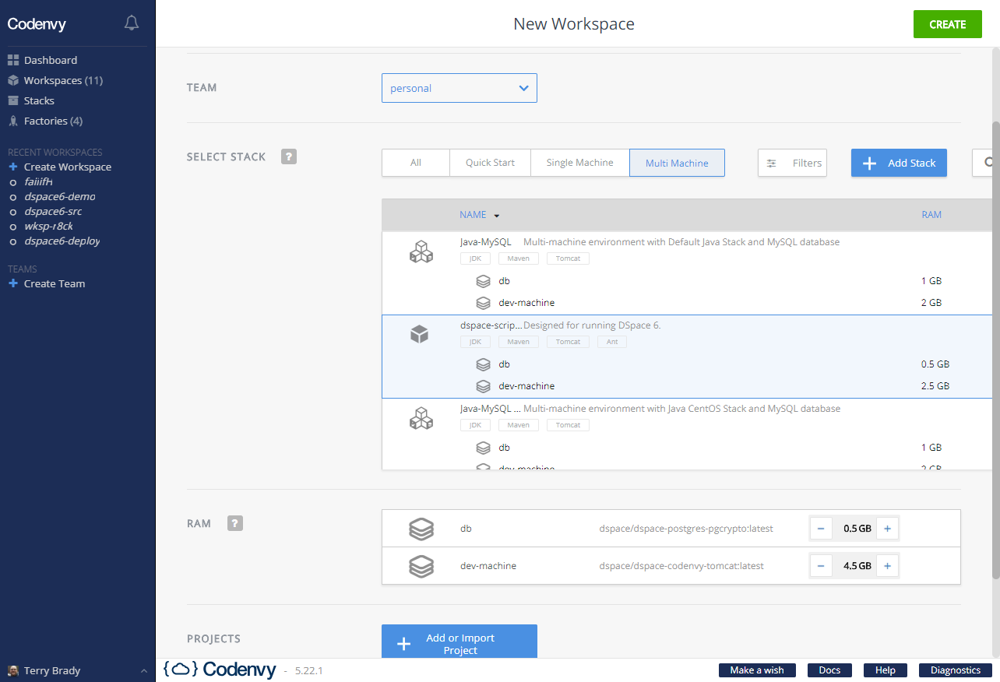 Codenvy
New Workspace
CREATE
Dashboard
Workspaces (11)
Stacks
Factories (4)
RECENT WORKSPACES
+ Create Workspace
faiiifH
dspace6-demo
dspace6-src
wksp-r8ck
dspace6-deploy
TEAMS
+ Create Team
Terry Brady
TEAM
personal
SELECT STACK ?
All Quick Start Single Machine Multi Machine Filters + Add Stack
NAME RAM
Java-MySQL Multi-machine environment with Default Java Stack and MySQL database
JDK Maven Tomcat
db 1 GB
dev-machine 2 GB
dspace-scrip... Designed for running DSpace 6.
JDK Maven Tomcat Ant
db 0.5 GB
dev-machine 2.5 GB
Java-MySQL ... Multi-machine environment with Java CentOS Stack and MySQL database
JDK Maven Tomcat
db 1 GB
dev-machine 2 GB
RAM ?
db dspace/dspace-postgres-pgcrypto:latest − 0.5 GB +
dev-machine dspace/dspace-codenvy-tomcat:latest − 4.5 GB +
PROJECTS
+ Add or Import
Project
{ } Codenvy - 5.22.1
Make a wish Docs Help Diagnostics